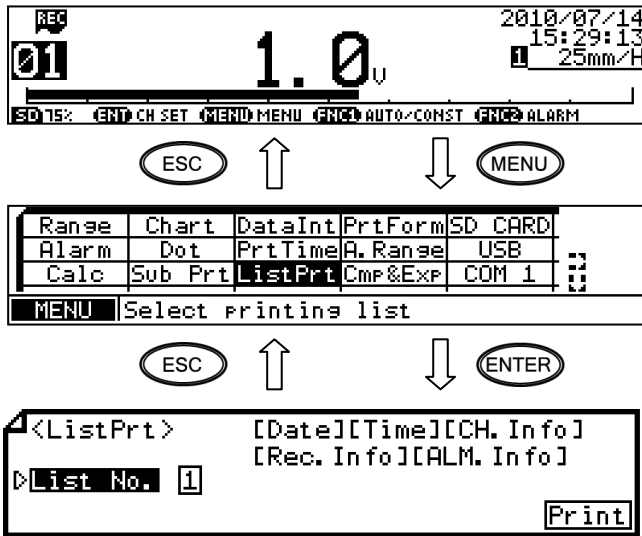 REC
2010/07/14
15:29:13
01 1.0V
1 25mm/H
SD 75% ENT CH SET MENU MENU FNC1 AUTO/CONST FNC2 ALARM
ESC MENU
Range Chart DataInt PrtForm SD CARD
Alarm Dot PrtTime A.Range USB
Calc Sub Prt ListPrt Cmp&Exp COM 1
MENU Select printing list
ESC ENTER
<ListPrt> [Date][Time][CH.Info]
[Rec.Info][ALM.Info]
List No. 1
Print